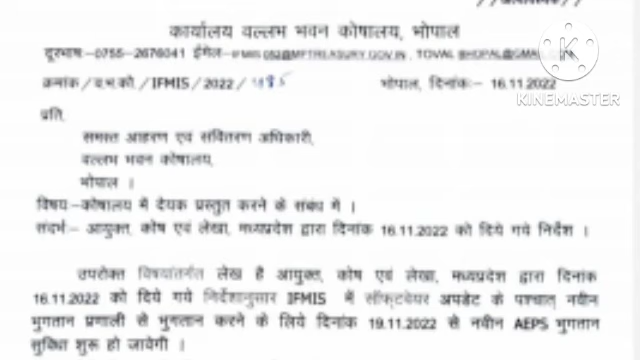 कार्यालय वल्लभ भवन कोषालय, भोपाल
दूरभाष–0755–2676041 ईमेल–
क्रमांक/व.भ.को./IFMIS/2022/ भोपाल, दिनांक:– 16.11.2022
KINEMASTER
प्रति,
समस्त आहरण एवं संवितरण अधिकारी,
वल्लभ भवन कोषालय,
भोपाल ।
विषय–कोषालय में देयक प्रस्तुत करने के संबंध में ।
संदर्भ– आयुक्त, कोष एवं लेखा, मध्यप्रदेश द्वारा दिनांक 16.11.2022 को दिये गये निर्देश ।
उपरोक्त विषयांतर्गत लेख है आयुक्त, कोष एवं लेखा, मध्यप्रदेश द्वारा दिनांक
16.11.2022 को दिये गये निर्देशानुसार IFMIS में सॉफ्टवेयर अपडेट के पश्चात् नवीन
भुगतान प्रणाली से भुगतान करने के लिये दिनांक 19.11.2022 से नवीन AEPS भुगतान
सुविधा शुरू हो जावेगी ।